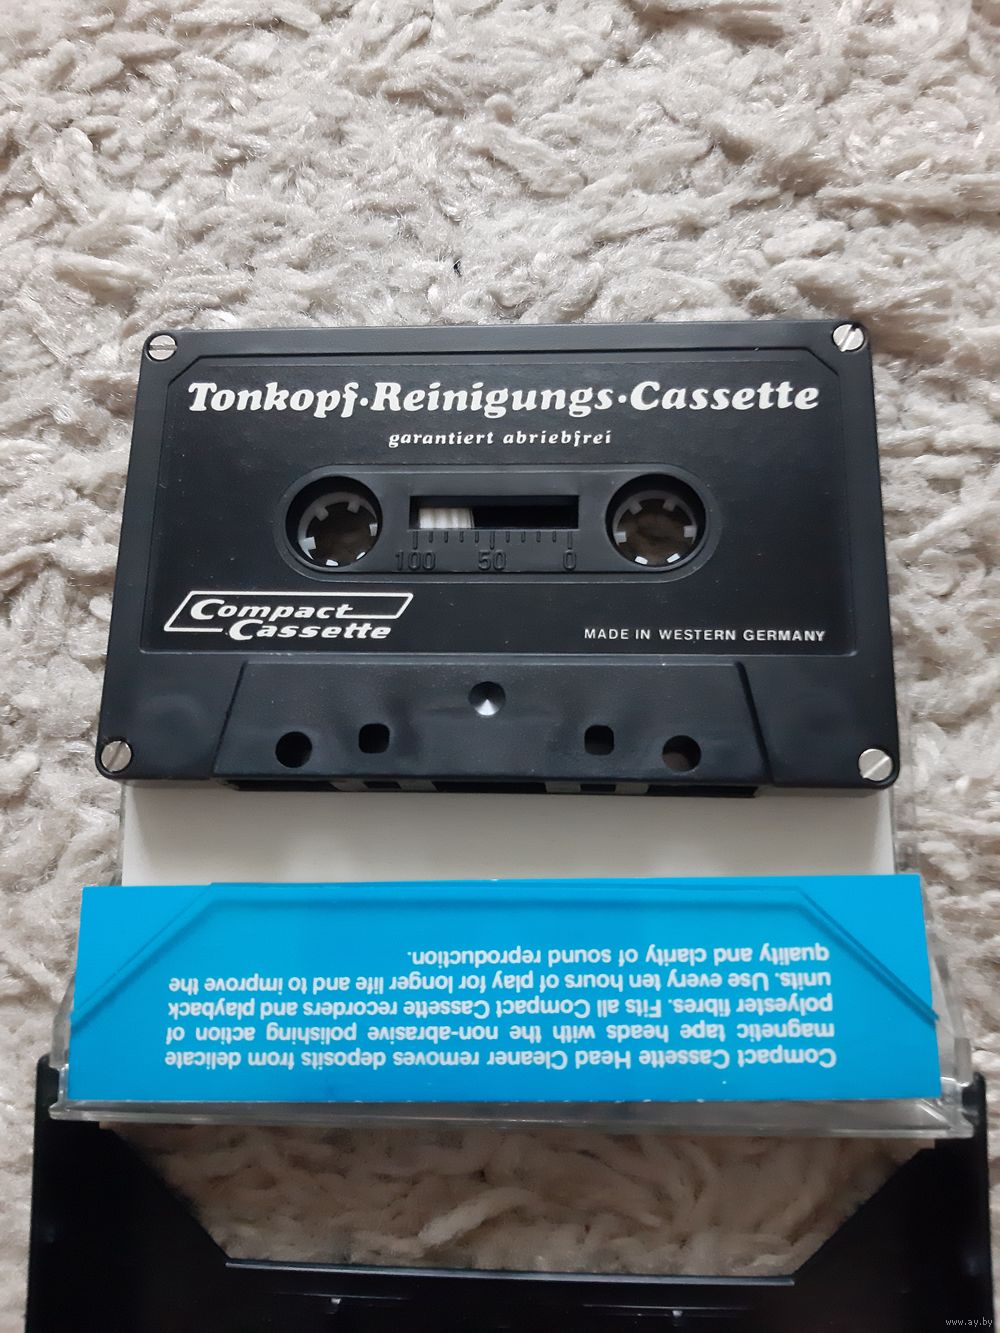 Tonkopf·Reinigungs·Cassette
garantiert abriebfrei
100 50 0
Compact
Cassette
MADE IN WESTERN GERMANY
Compact Cassette Head Cleaner removes deposits from delicate
magnetic tape heads with the non-abrasive polishing action of
polyester fibres. Fits all Compact Cassette recorders and playback
units. Use every ten hours of play for longer life and to improve the
quality and clarity of sound reproduction.
www.ay.by